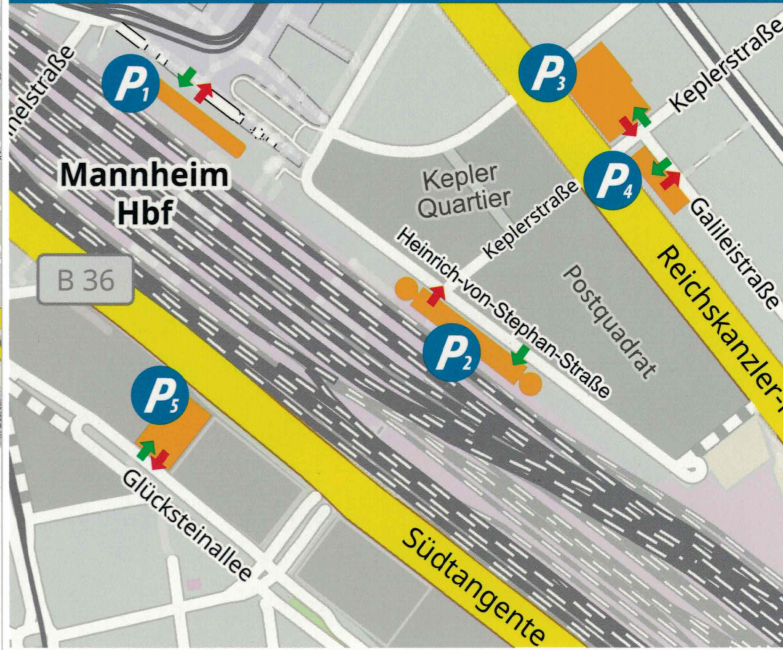 P1
P3
Keplerstraße
nelstraße
Mannheim
Hbf
Kepler
Quartier
P4
Keplerstraße
Galileistraße
Heinrich-von-Stephan-Straße
B 36
Postquadrat
Reichskanzler-
P2
P5
Glücksteinallee
Südtangente